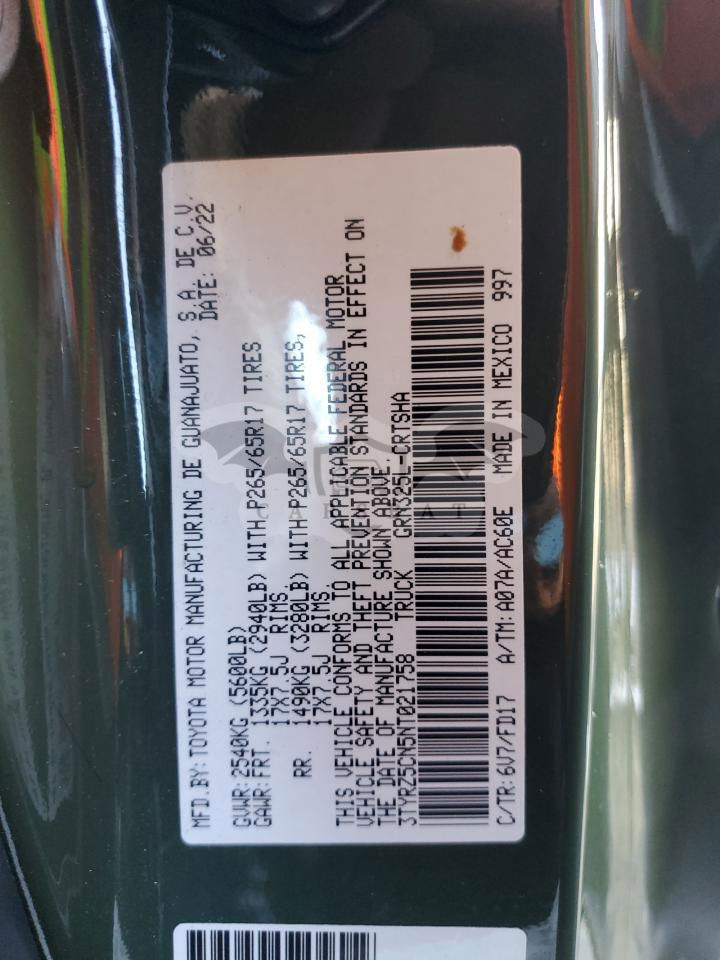 MFD.BY:TOYOTA MOTOR MANUFACTURING DE GUANAJUATO, S.A. DE C.V.
DATE: 06/22
GVWR:2540KG (5600LB)
GAWR:FRT. 1335KG (2940LB) WITH P265/65R17 TIRES
17X7.5J RIMS.
RR. 1490KG (3280LB) WITH P265/65R17 TIRES,
17X7.5J RIMS.
THIS VEHICLE CONFORMS TO ALL APPLICABLE FEDERAL MOTOR
VEHICLE SAFETY AND THEFT PREVENTION STANDARDS IN EFFECT ON
THE DATE OF MANUFACTURE SHOWN ABOVE.
3TYRZ5CN5NT021758 TRUCK GRN325L-CRTSHA
C/TR:6V7/FD17 A/TM:A07A/AC60E MADE IN MEXICO 997